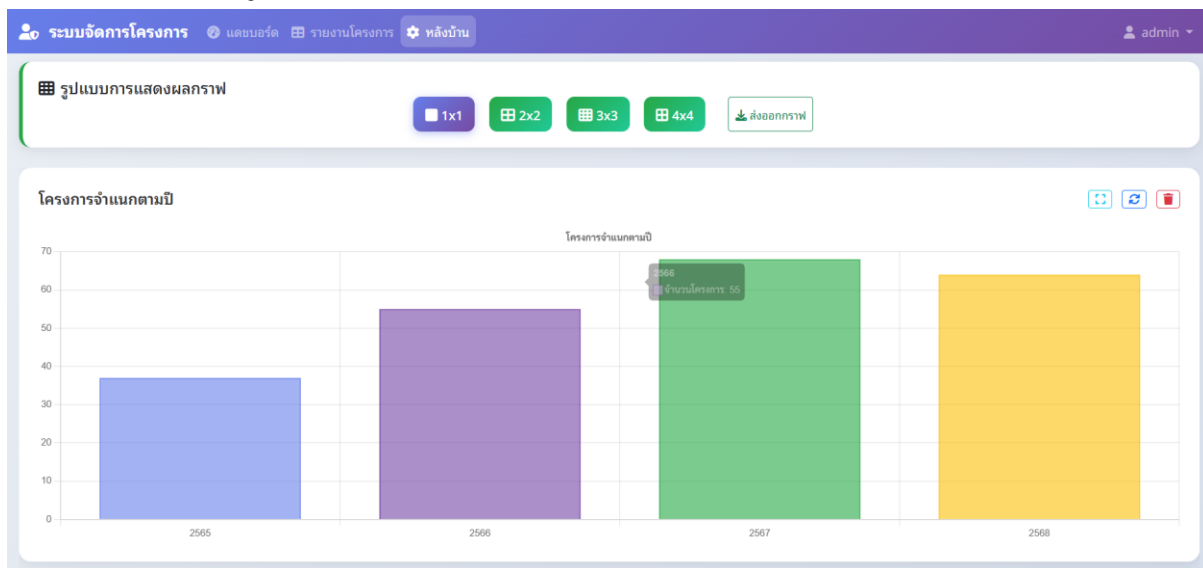 ระบบจัดการโครงการ แดชบอร์ด รายงานโครงการ หลังบ้าน admin
รูปแบบการแสดงผลกราฟ
1x1 2x2 3x3 4x4 ส่งออกกราฟ
โครงการจำแนกตามปี
โครงการจำแนกตามปี
70
60
50
40
30
20
10
0
2566
จำนวนโครงการ: 55
2565 2566 2567 2568